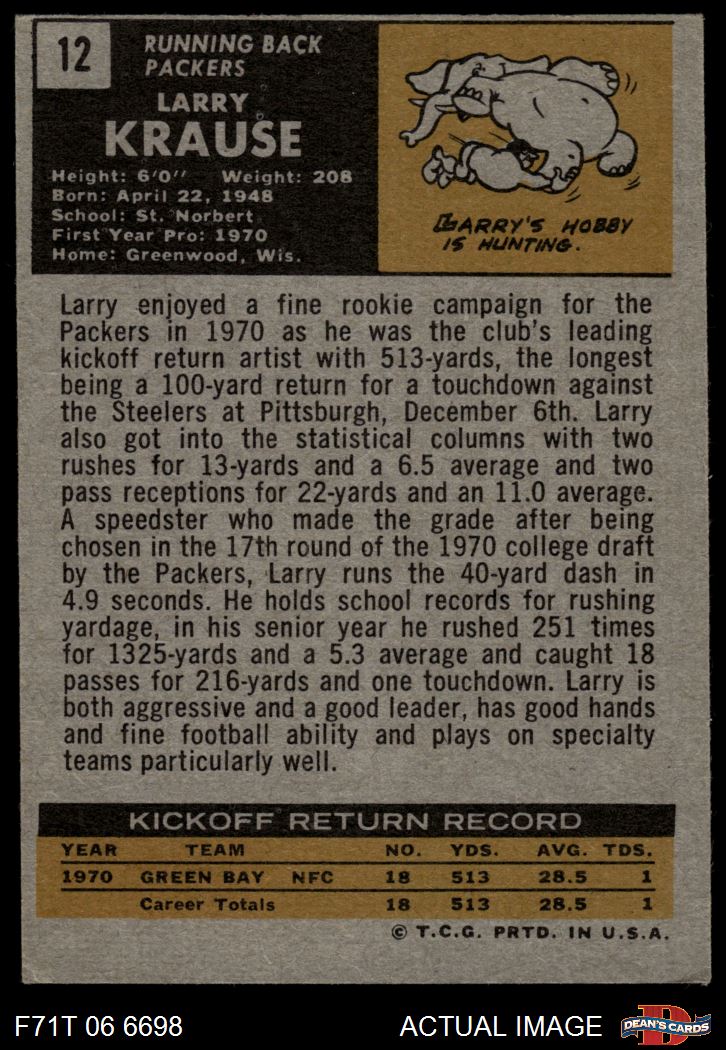 12
RUNNING BACK
PACKERS
LARRY
KRAUSE
Height: 6'0" Weight: 208
Born: April 22, 1948
School: St. Norbert
First Year Pro: 1970
Home: Greenwood, Wis.
LARRY'S HOBBY
IS HUNTING.
Larry enjoyed a fine rookie campaign for the
Packers in 1970 as he was the club's leading
kickoff return artist with 513-yards, the longest
being a 100-yard return for a touchdown against
the Steelers at Pittsburgh, December 6th. Larry
also got into the statistical columns with two
rushes for 13-yards and a 6.5 average and two
pass receptions for 22-yards and an 11.0 average.
A speedster who made the grade after being
chosen in the 17th round of the 1970 college draft
by the Packers, Larry runs the 40-yard dash in
4.9 seconds. He holds school records for rushing
yardage, in his senior year he rushed 251 times
for 1325-yards and a 5.3 average and caught 18
passes for 216-yards and one touchdown. Larry is
both aggressive and a good leader, has good hands
and fine football ability and plays on specialty
teams particularly well.
KICKOFF RETURN RECORD
YEAR TEAM NO. YDS. AVG. TDS.
1970 GREEN BAY NFC 18 513 28.5 1
Career Totals 18 513 28.5 1
© T.C.G. PRTD. IN U.S.A.
F71T 06 6698 ACTUAL IMAGE
D
DEAN'S CARDS